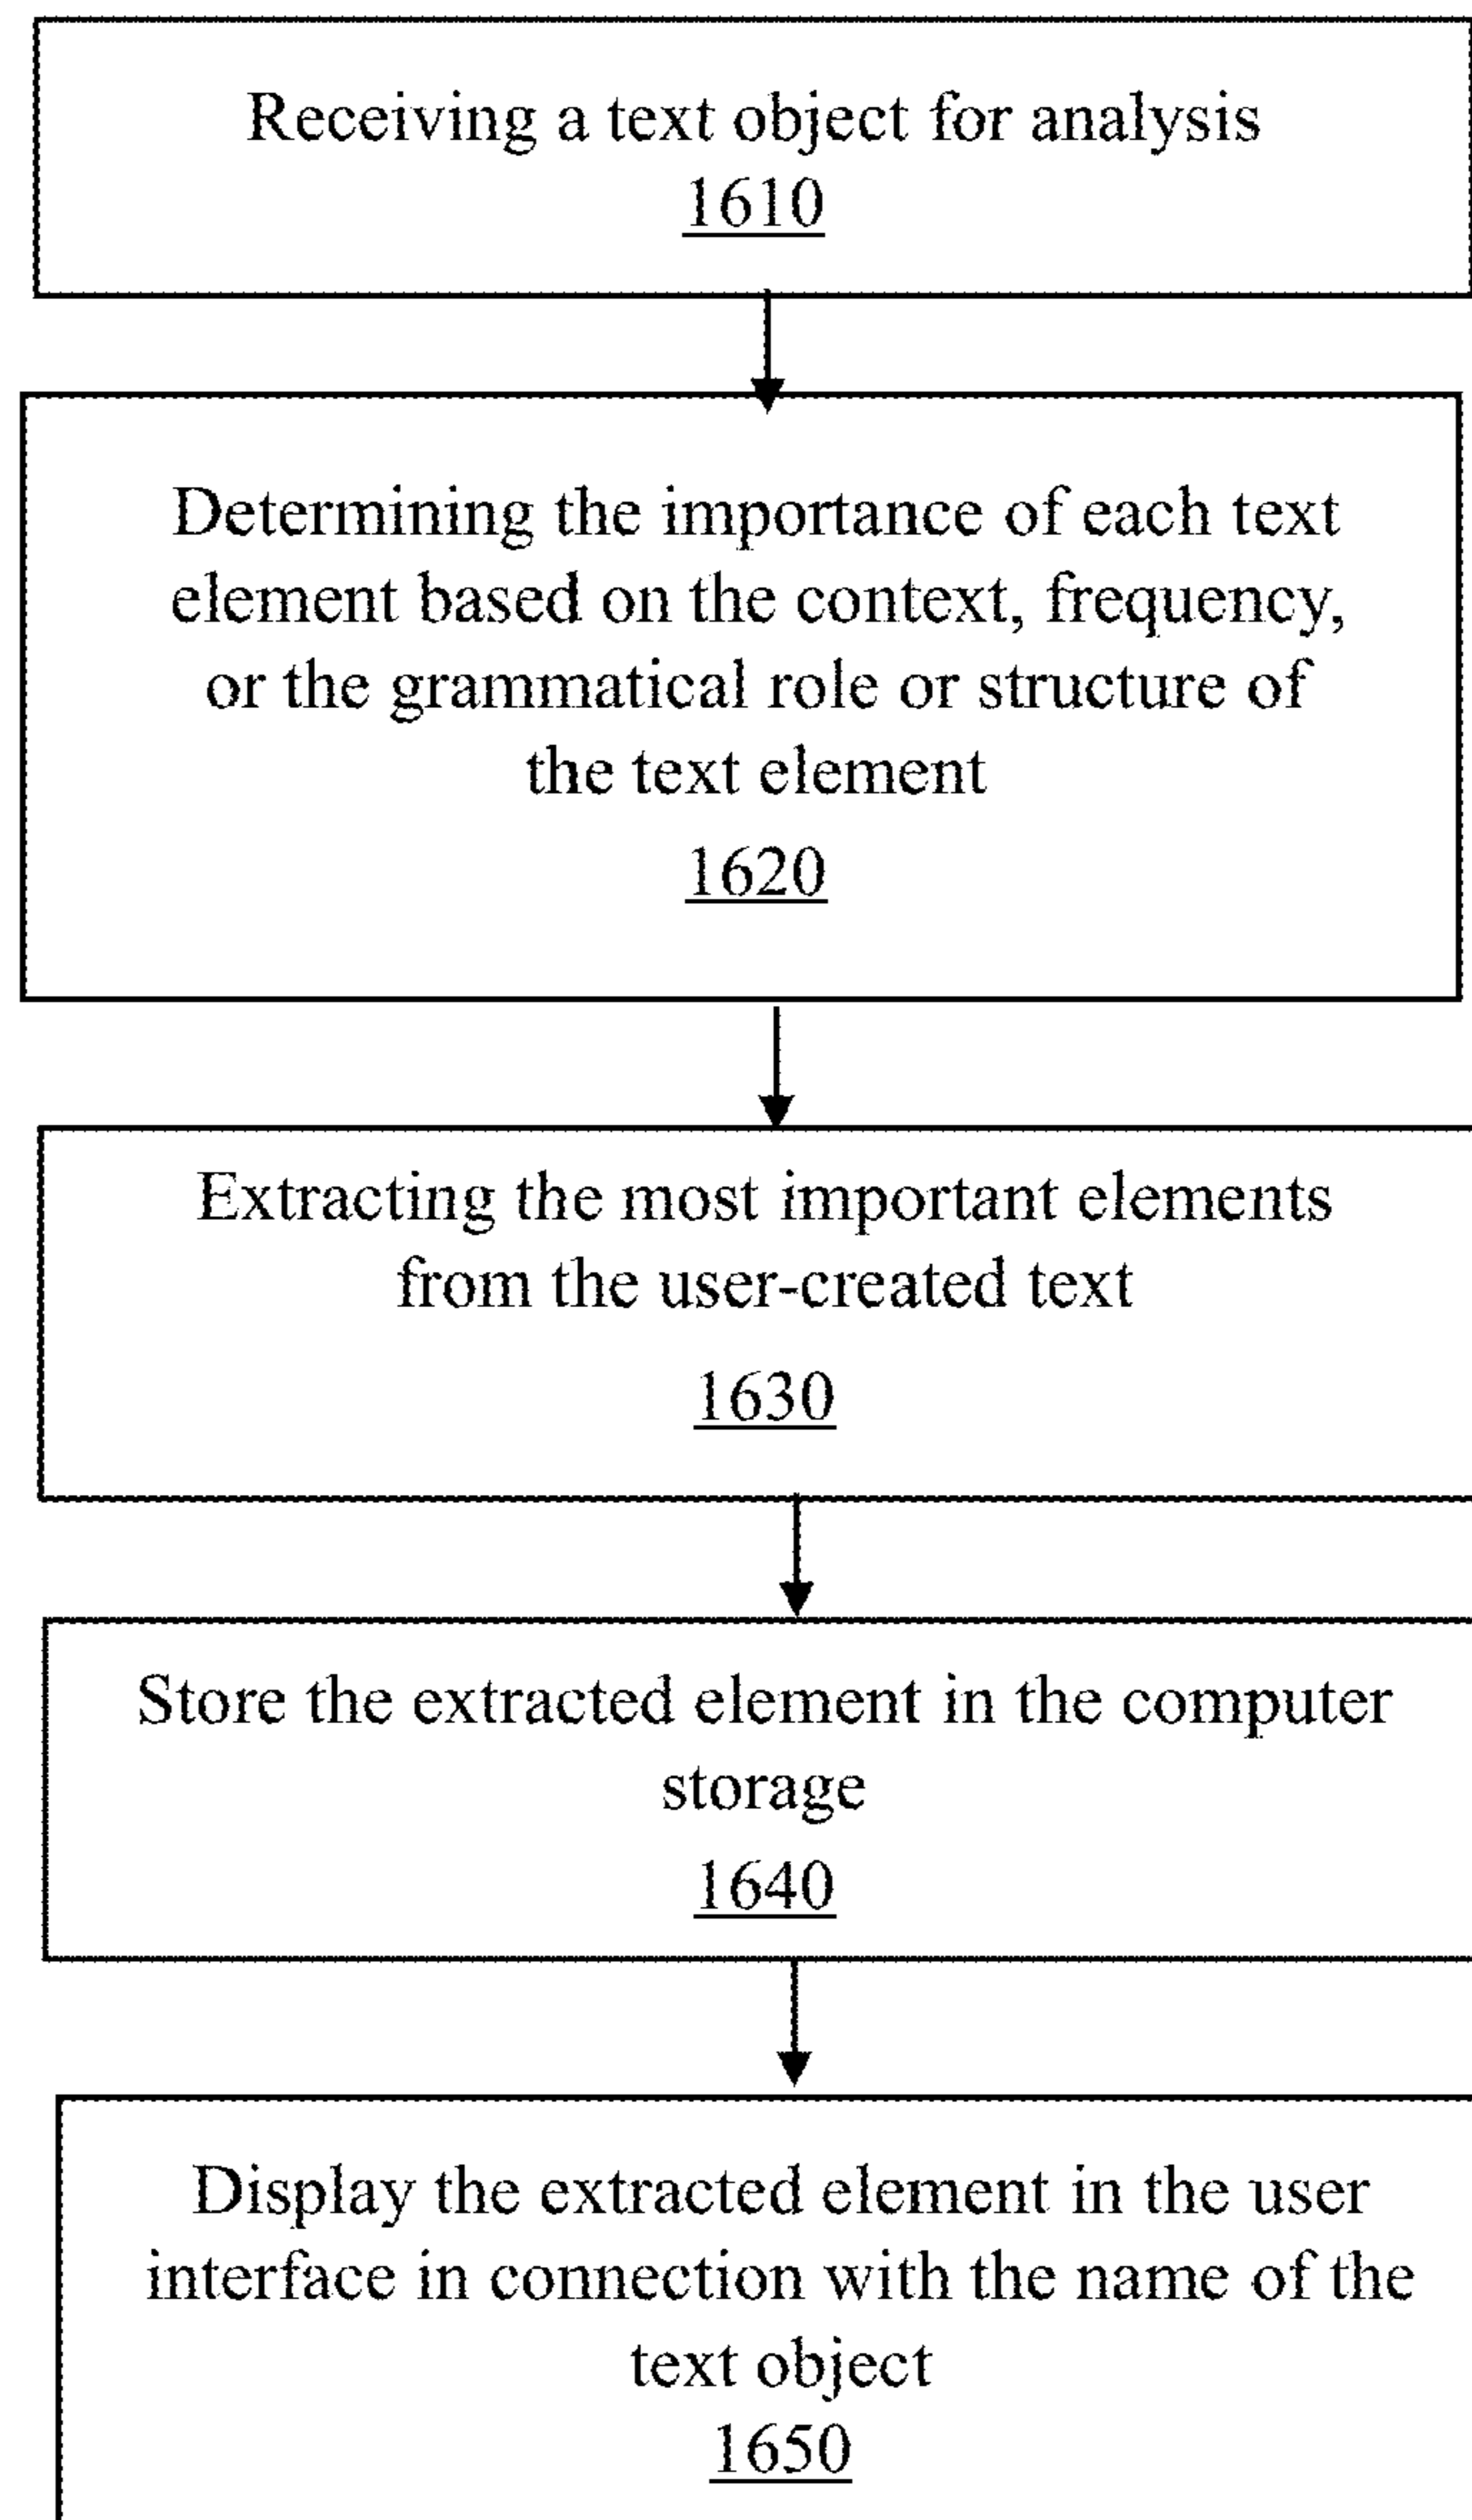 Receiving a text object for analysis
1610
Determining the importance of each text
element based on the context, frequency,
or the grammatical role or structure of
the text element
1620
Extracting the most important elements
from the user-created text
1630
Store the extracted element in the computer
storage
1640
Display the extracted element in the user
interface in connection with the name of the
text object
1650